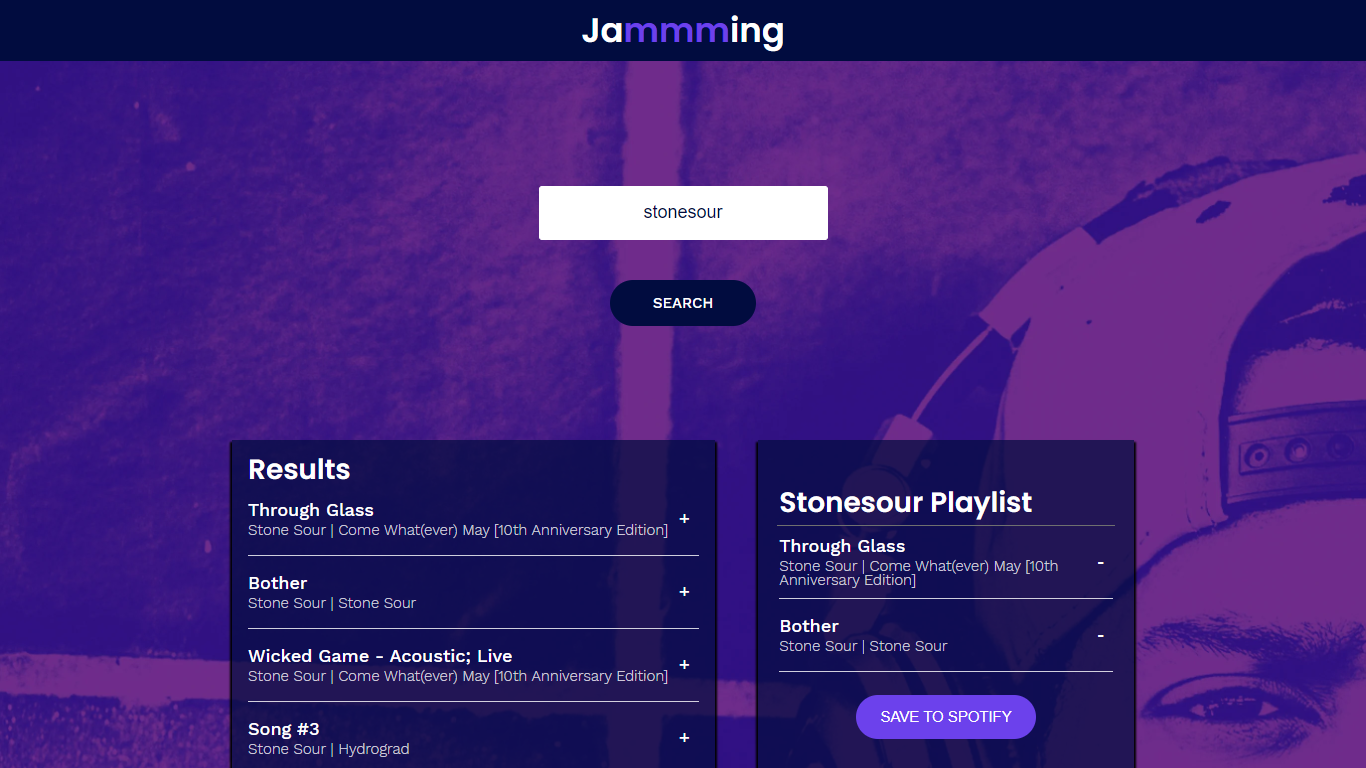 Jammming
stonesour
SEARCH
Results
Through Glass
Stone Sour | Come What(ever) May [10th Anniversary Edition]
+
Bother
Stone Sour | Stone Sour
+
Wicked Game - Acoustic; Live
Stone Sour | Come What(ever) May [10th Anniversary Edition]
+
Song #3
Stone Sour | Hydrograd
+
Stonesour Playlist
Through Glass
Stone Sour | Come What(ever) May [10th
Anniversary Edition]
-
Bother
Stone Sour | Stone Sour
-
SAVE TO SPOTIFY